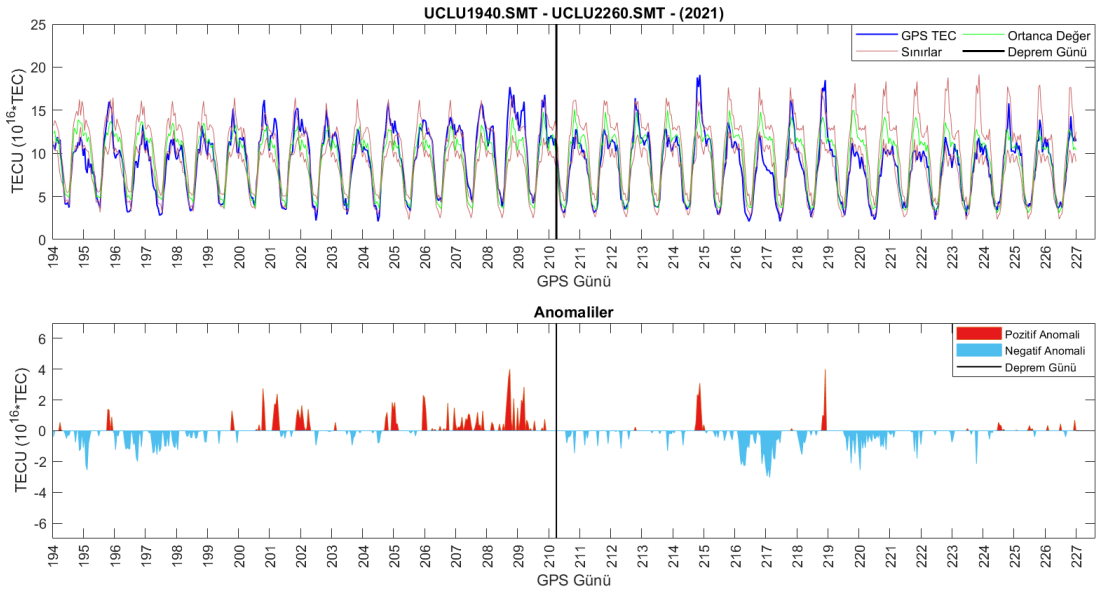 UCLU1940.SMT - UCLU2260.SMT - (2021)
TECU (10^16*TEC)
25
20
15
10
5
0
GPS TEC
Ortanca Değer
Sınırlar
Deprem Günü
194 195 196 197 198 199 200 201 202 203 204 205 206 207 208 209 210 211 212 213 214 215 216 217 218 219 220 221 222 223 224 225 226 227
GPS Günü
Anomaliler
TECU (10^16*TEC)
6
4
2
0
-2
-4
-6
Pozitif Anomali
Negatif Anomali
Deprem Günü
194 195 196 197 198 199 200 201 202 203 204 205 206 207 208 209 210 211 212 213 214 215 216 217 218 219 220 221 222 223 224 225 226 227
GPS Günü